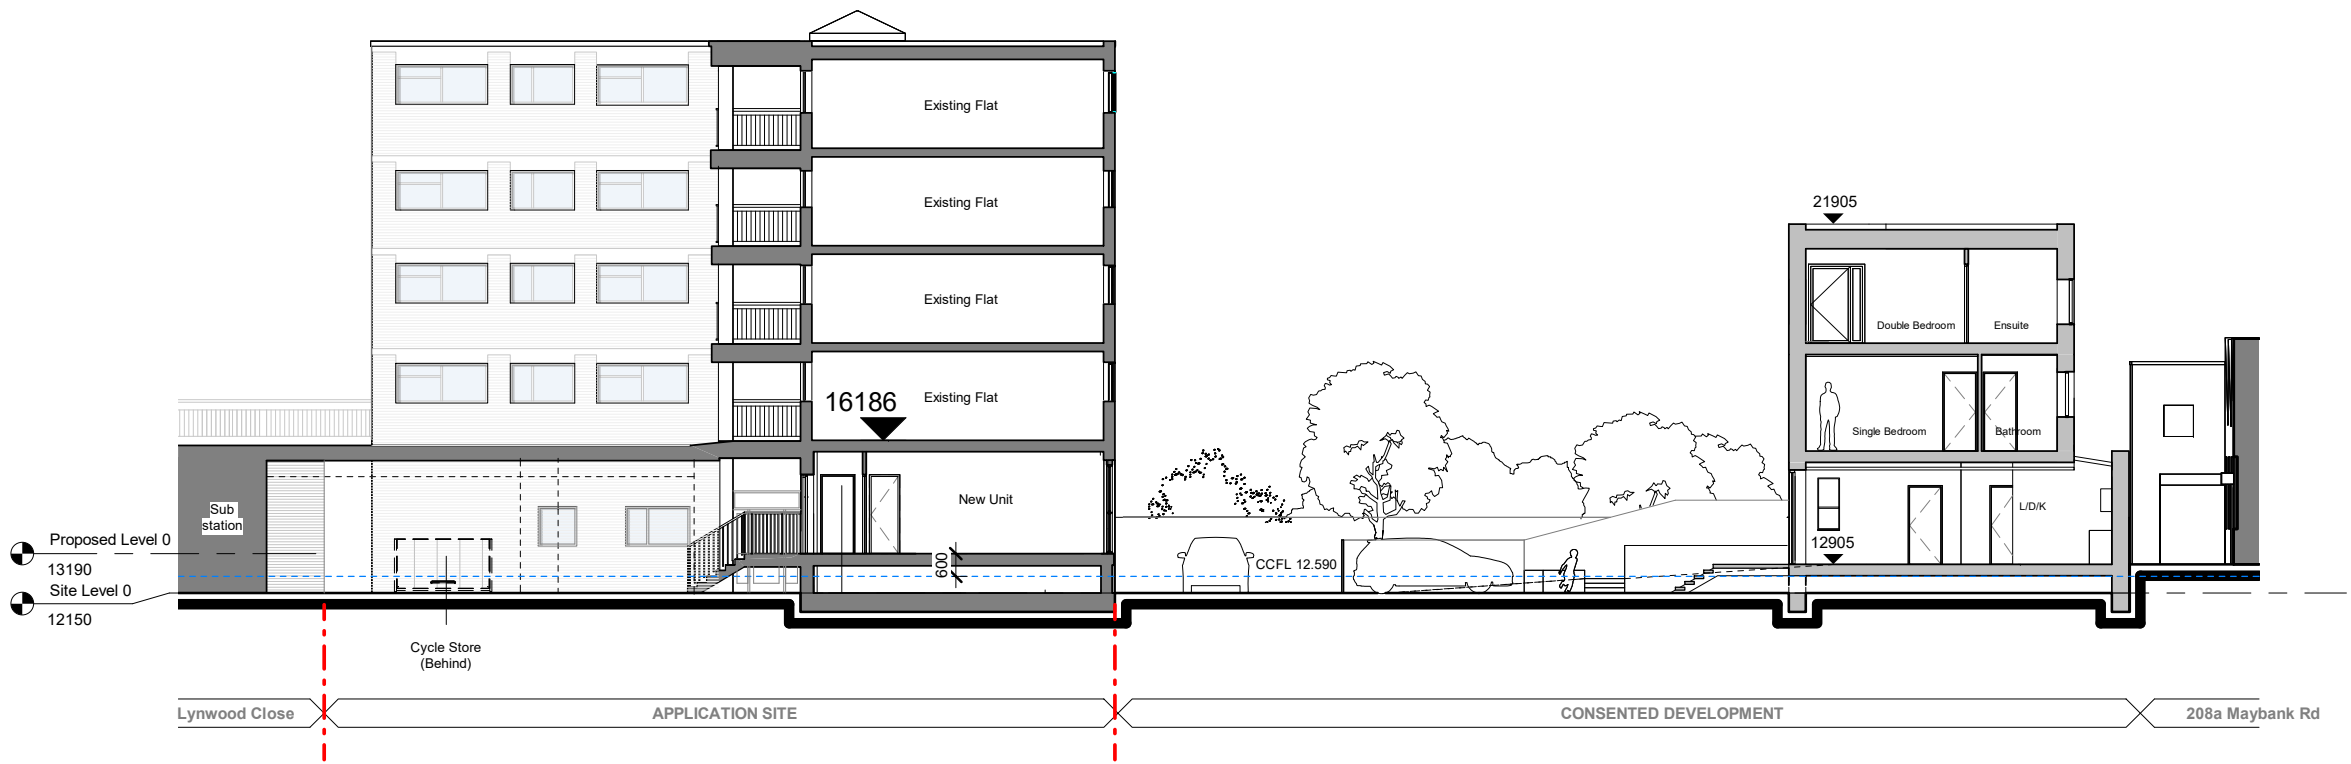 Existing Flat
Existing Flat
21905
Existing Flat
Double Bedroom
Ensuite
16186
Existing Flat
Single Bedroom
Bathroom
New Unit
L/D/K
Sub
station
Proposed Level 0
13190
600
CCFL 12.590
12905
Site Level 0
12150
Cycle Store
(Behind)
Lynwood Close
APPLICATION SITE
CONSENTED DEVELOPMENT
208a Maybank Rd